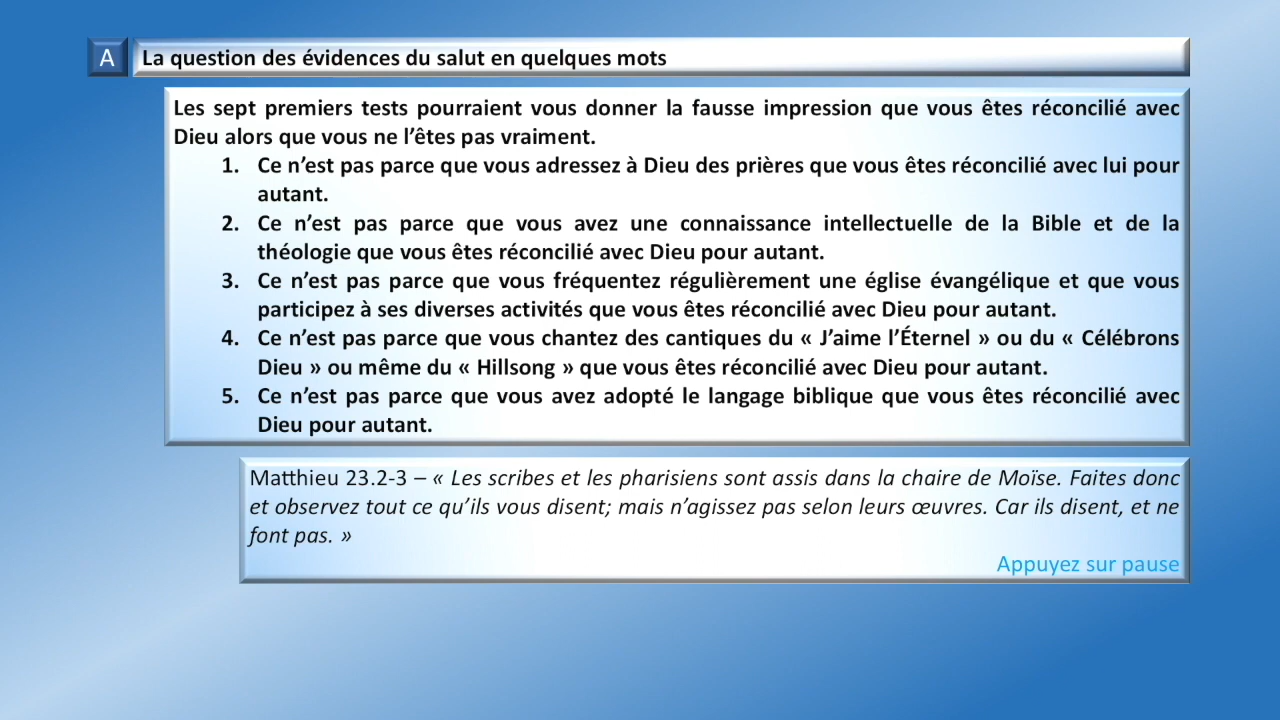 A La question des évidences du salut en quelques mots
Les sept premiers tests pourraient vous donner la fausse impression que vous êtes réconcilié avec
Dieu alors que vous ne l’êtes pas vraiment.
1. Ce n’est pas parce que vous adressez à Dieu des prières que vous êtes réconcilié avec lui pour
autant.
2. Ce n’est pas parce que vous avez une connaissance intellectuelle de la Bible et de la
théologie que vous êtes réconcilié avec Dieu pour autant.
3. Ce n’est pas parce que vous fréquentez régulièrement une église évangélique et que vous
participez à ses diverses activités que vous êtes réconcilié avec Dieu pour autant.
4. Ce n’est pas parce que vous chantez des cantiques du « J’aime l’Éternel » ou du « Célébrons
Dieu » ou même du « Hillsong » que vous êtes réconcilié avec Dieu pour autant.
5. Ce n’est pas parce que vous avez adopté le langage biblique que vous êtes réconcilié avec
Dieu pour autant.
Matthieu 23.2-3 – « Les scribes et les pharisiens sont assis dans la chaire de Moïse. Faites donc
et observez tout ce qu’ils vous disent; mais n’agissez pas selon leurs œuvres. Car ils disent, et ne
font pas. »
Appuyez sur pause